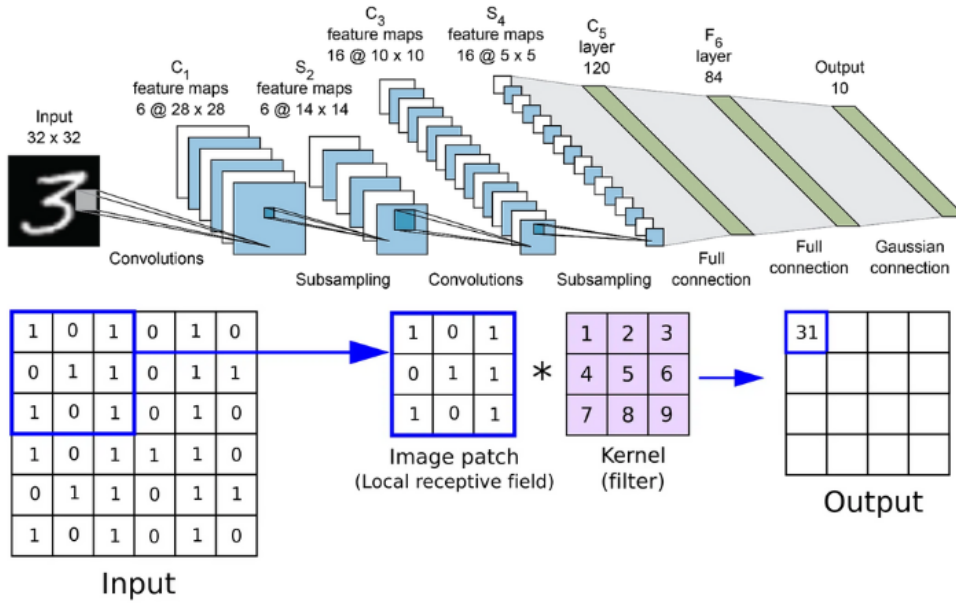 Input
32 x 32
C1
feature maps
6 @ 28 x 28
S2
feature maps
6 @ 14 x 14
C3
feature maps
16 @ 10 x 10
S4
feature maps
16 @ 5 x 5
C5
layer
120
F6
layer
84
Output
10
3
Convolutions
Subsampling
Convolutions
Subsampling
Full
connection
Full
connection
Gaussian
connection
1 0 1 0 1 0
0 1 1 0 1 1
1 0 1 0 1 0
1 0 1 1 1 0
0 1 1 0 1 1
1 0 1 0 1 0
Input
1 0 1
0 1 1
1 0 1
Image patch
(Local receptive field)
*
1 2 3
4 5 6
7 8 9
Kernel
(filter)
31
Output